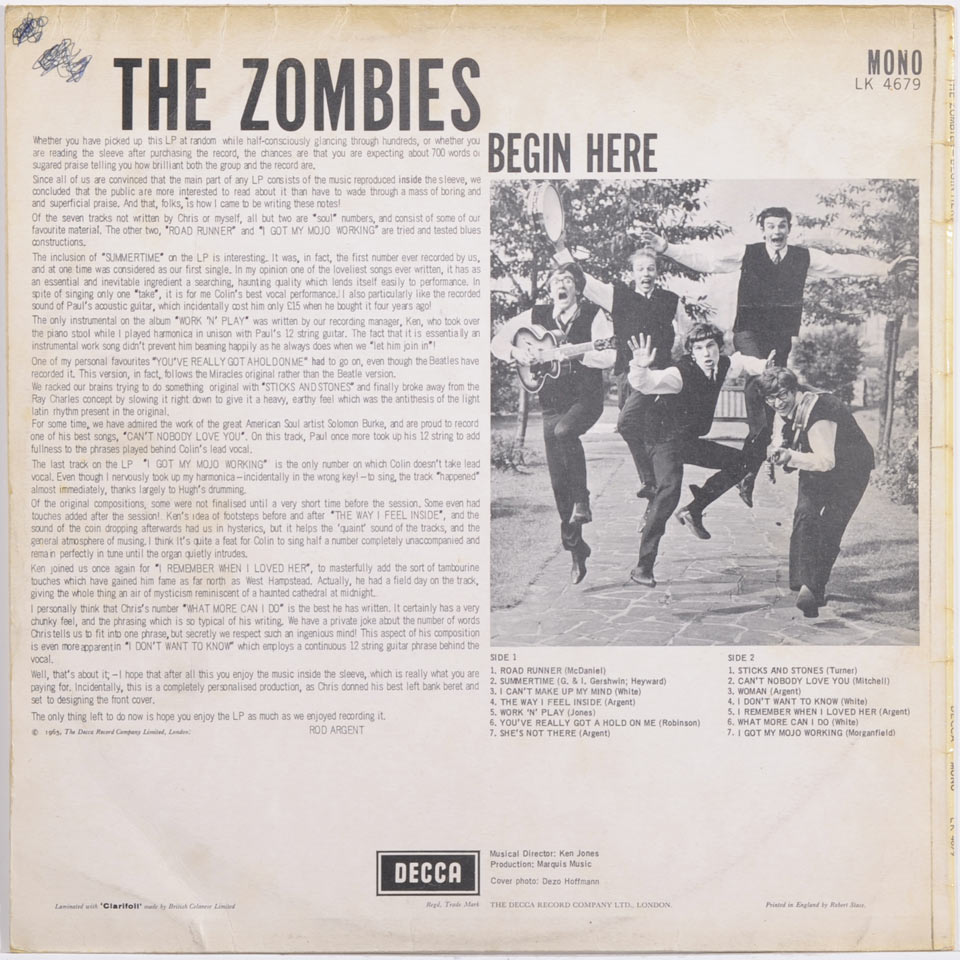 THE ZOMBIES
MONO
LK 4679
BEGIN HERE
Whether you have picked up this LP at random while half-consciously glancing through hundreds, or whether you
are reading the sleeve after purchasing the record, the chances are that you are expecting about 700 words of
sugared praise telling you how brilliant both the group and the record are.
Since all of us are convinced that the main part of any LP consists of the music reproduced inside the sleeve, we
concluded that the public are more interested to read about it than have to wade through a mass of boring and
and superficial praise. And that, folks, is how I came to be writing these notes!
Of the seven tracks not written by Chris or myself, all but two are "soul" numbers, and consist of some of our
favourite material. The other two, "ROAD RUNNER" and "I GOT MY MOJO WORKING" are tried and tested blues
constructions.
The inclusion of "SUMMERTIME" on the LP is interesting. It was, in fact, the first number ever recorded by us,
and at one time was considered as our first single. In my opinion one of the loveliest songs ever written, it has as
an essential and inevitable ingredient a searching, haunting quality which lends itself easily to performance. In
spite of singing only one "take", it is for me Colin's best vocal performance. I also particularly like the recorded
sound of Paul's acoustic guitar, which incidentally cost him only £15 when he bought it four years ago!
The only instrumental on the album "WORK 'N' PLAY" was written by our recording manager, Ken, who took over
the piano stool while I played harmonica in unison with Paul's 12 string guitar. The fact that it is essentially an
instrumental work song didn't prevent him beaming happily as he always does when we "let him join in"!
One of my personal favourites "YOU'VE REALLY GOT A HOLD ON ME" had to go on, even though the Beatles have
recorded it. This version, in fact, follows the Miracles original rather than the Beatle version.
We racked our brains trying to do something original with "STICKS AND STONES" and finally broke away from the
Ray Charles concept by slowing it right down to give it a heavy, earthy feel which was the antithesis of the light
latin rhythm present in the original.
For some time, we have admired the work of the great American Soul artist Solomon Burke, and are proud to record
one of his best songs, "CAN'T NOBODY LOVE YOU". On this track, Paul once more took up his 12 string to add
fullness to the phrases played behind Colin's lead vocal.
The last track on the LP "I GOT MY MOJO WORKING" is the only number on which Colin doesn't take lead
vocal. Even though I nervously took up my harmonica – incidentally in the wrong key! – to sing, the track "happened"
almost immediately, thanks largely to Hugh's drumming.
Of the original compositions, some were not finalised until a very short time before the session. Some even had
touches added after the session! Ken's idea of footsteps before and after "THE WAY I FEEL INSIDE", and the
sound of the coin dropping afterwards had us in hysterics, but it helps the 'quaint' sound of the tracks, and the
general atmosphere of musing. I think it's quite a feat for Colin to sing half a number completely unaccompanied and
remain perfectly in tune until the organ quietly intrudes.
Ken joined us once again for "I REMEMBER WHEN I LOVED HER", to masterfully add the sort of tambourine
touches which have gained him fame as far north as West Hampstead. Actually, he had a field day on the track,
giving the whole thing an air of mysticism reminiscent of a haunted cathedral at midnight.
I personally think that Chris's number "WHAT MORE CAN I DO" is the best he has written. It certainly has a very
chunky feel, and the phrasing which is so typical of his writing. We have a private joke about the number of words
Chris tells us to fit into one phrase, but secretly we respect such an ingenious mind! This aspect of his composition
is even more apparent in "I DON'T WANT TO KNOW" which employs a continuous 12 string guitar phrase behind the
vocal.
Well, that's about it; – I hope that after all this you enjoy the music inside the sleeve, which is really what you are
paying for. Incidentally, this is a completely personalised production, as Chris donned his best left bank beret and
set to designing the front cover.
The only thing left to do now is hope you enjoy the LP as much as we enjoyed recording it.
© 1965, The Decca Record Company Limited, London.
ROD ARGENT
SIDE 1
1. ROAD RUNNER (McDaniel)
2. SUMMERTIME (G. & I. Gershwin; Heyward)
3. I CAN'T MAKE UP MY MIND (White)
4. THE WAY I FEEL INSIDE (Argent)
5. WORK 'N' PLAY (Jones)
6. YOU'VE REALLY GOT A HOLD ON ME (Robinson)
7. SHE'S NOT THERE (Argent)
SIDE 2
1. STICKS AND STONES (Turner)
2. CAN'T NOBODY LOVE YOU (Mitchell)
3. WOMAN (Argent)
4. I DON'T WANT TO KNOW (White)
5. I REMEMBER WHEN I LOVED HER (Argent)
6. WHAT MORE CAN I DO (White)
7. I GOT MY MOJO WORKING (Morganfield)
DECCA
Musical Director: Ken Jones
Production: Marquis Music
Cover photo: Dezo Hoffmann
Laminated with 'Clarifoil' made by British Celanese Limited
Regd. Trade Mark
THE DECCA RECORD COMPANY LTD., LONDON.
Printed in England by Robert Stace.
DECCA
MONO